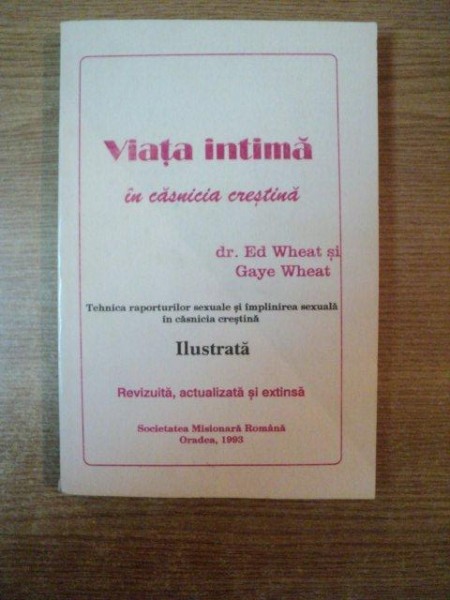 Viața intimă
în căsnicia creștină
dr. Ed Wheat și
Gaye Wheat
Tehnica raporturilor sexuale și împlinirea sexuală
în căsnicia creștină
Ilustrată
Revizuită, actualizată și extinsă
Societatea Misionară Română
Oradea, 1993